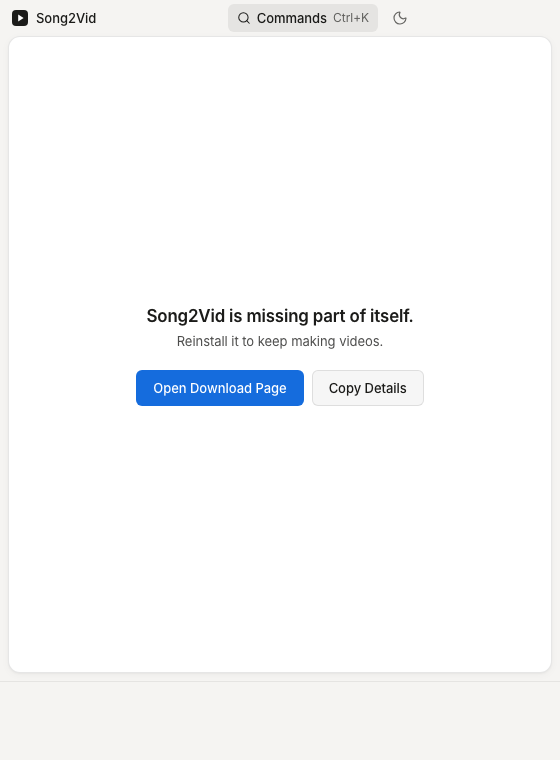 Song2Vid
Commands Ctrl+K
Song2Vid is missing part of itself.
Reinstall it to keep making videos.
Open Download Page
Copy Details